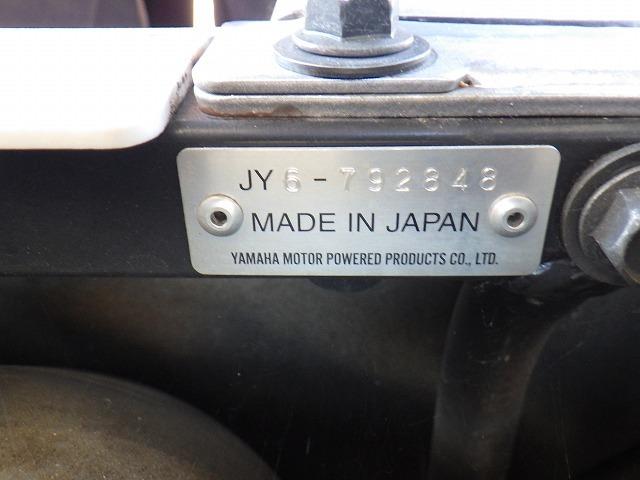 JY6-792848
MADE IN JAPAN
YAMAHA MOTOR POWERED PRODUCTS CO., LTD.